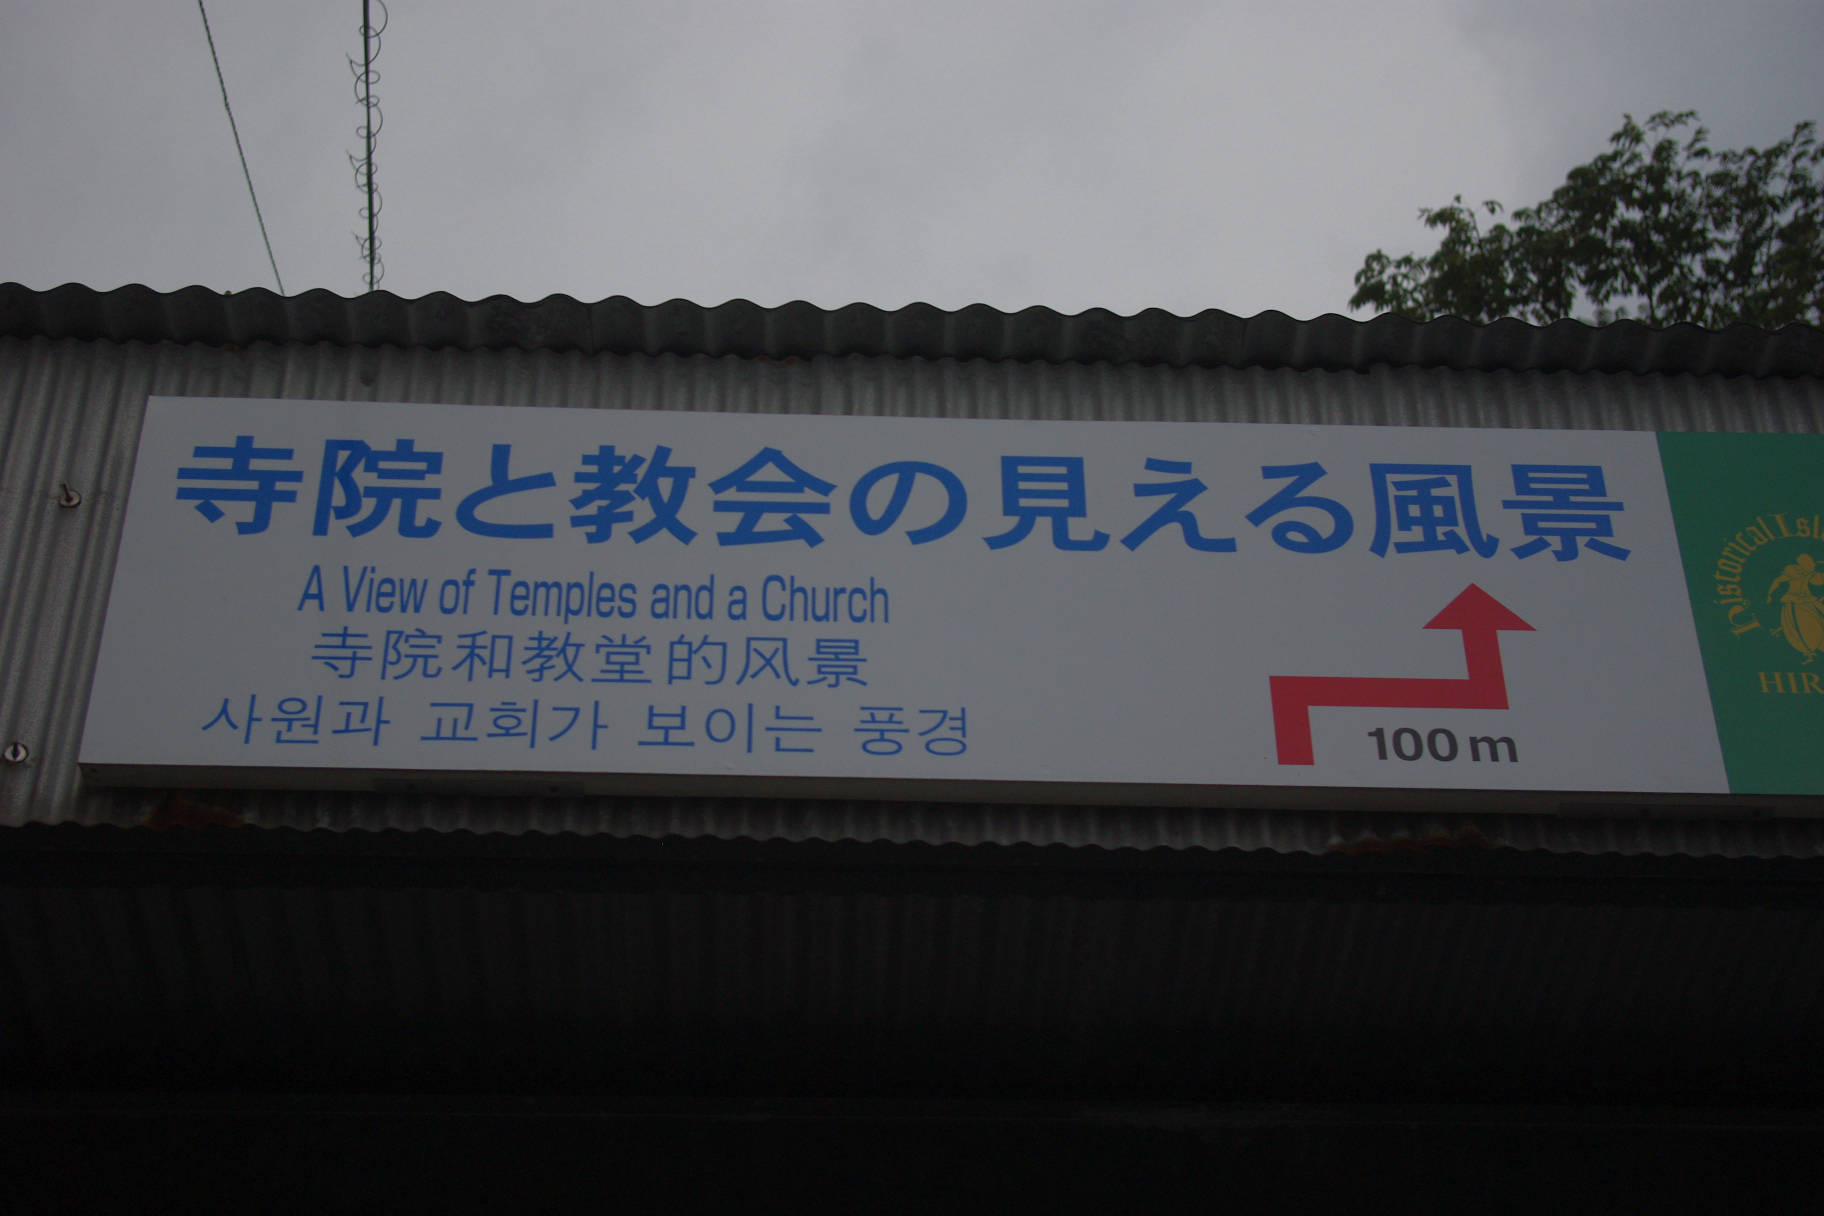 寺院と教会の見える風景
A View of Temples and a Church
寺院和教堂的风景
사원과 교회가 보이는 풍경
100m
Historical